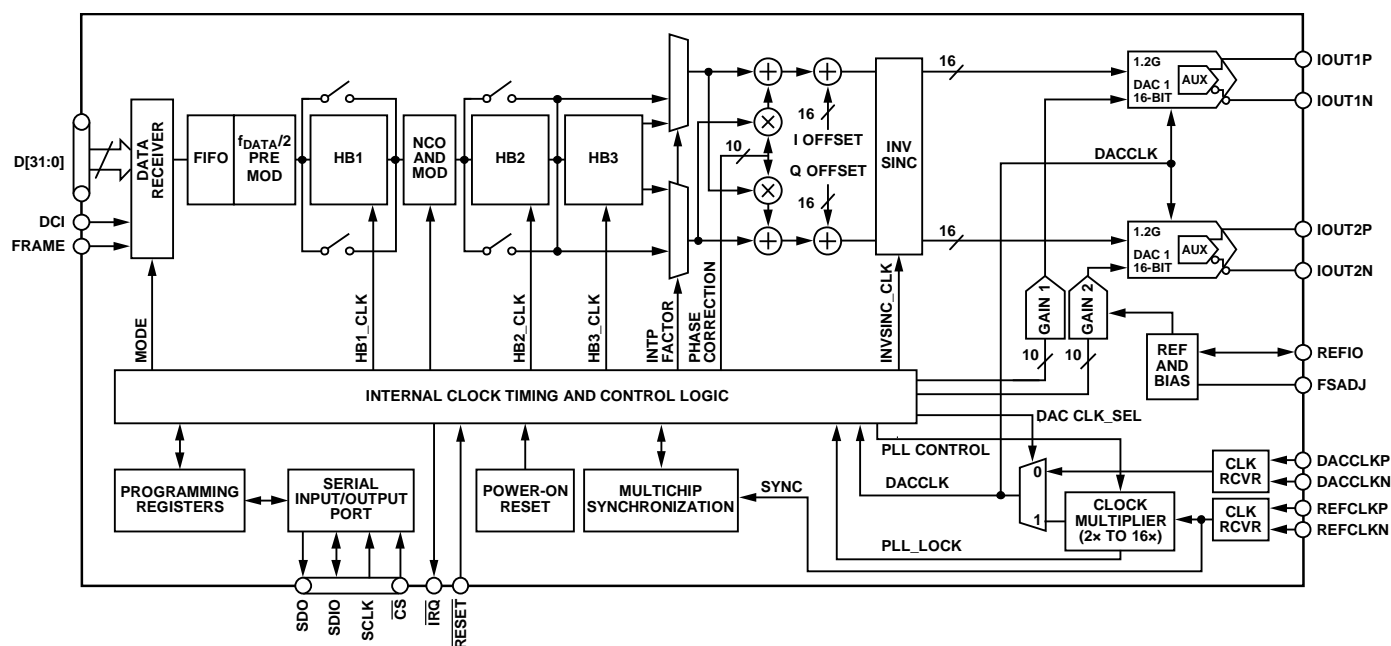 D[31:0]
DCI
FRAME
DATA
RECEIVER
FIFO
fDATA/2
PRE
MOD
HB1
NCO
AND
MOD
HB2
HB3
10
16
I OFFSET
Q OFFSET
16
INV
SINC
16
16
1.2G
DAC 1
16-BIT
AUX
IOUT1P
IOUT1N
DACCLK
1.2G
DAC 1
16-BIT
AUX
IOUT2P
IOUT2N
MODE
HB1_CLK
HB2_CLK
HB3_CLK
INTP
FACTOR
PHASE
CORRECTION
INVSINC_CLK
GAIN 1
GAIN 2
10
10
REF
AND
BIAS
REFIO
FSADJ
INTERNAL CLOCK TIMING AND CONTROL LOGIC
DAC CLK_SEL
PLL CONTROL
DACCLK
0
1
PROGRAMMING
REGISTERS
SERIAL
INPUT/OUTPUT
PORT
POWER-ON
RESET
MULTICHIP
SYNCHRONIZATION
SYNC
PLL_LOCK
CLOCK
MULTIPLIER
(2× TO 16×)
CLK
RCVR
CLK
RCVR
DACCLKP
DACCLKN
REFCLKP
REFCLKN
SDO
SDIO
SCLK
CS
IRQ
RESET